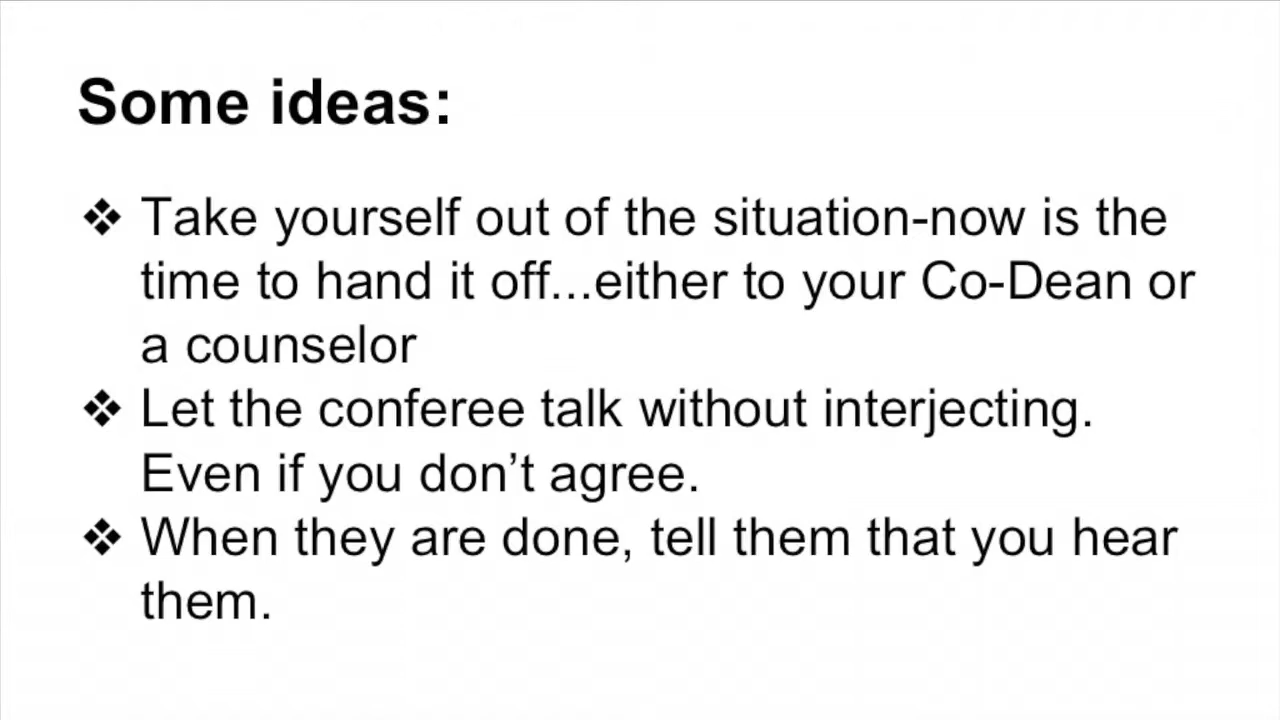 Some ideas:
❖ Take yourself out of the situation-now is the
time to hand it off...either to your Co-Dean or
a counselor
❖ Let the conferee talk without interjecting.
Even if you don’t agree.
❖ When they are done, tell them that you hear
them.